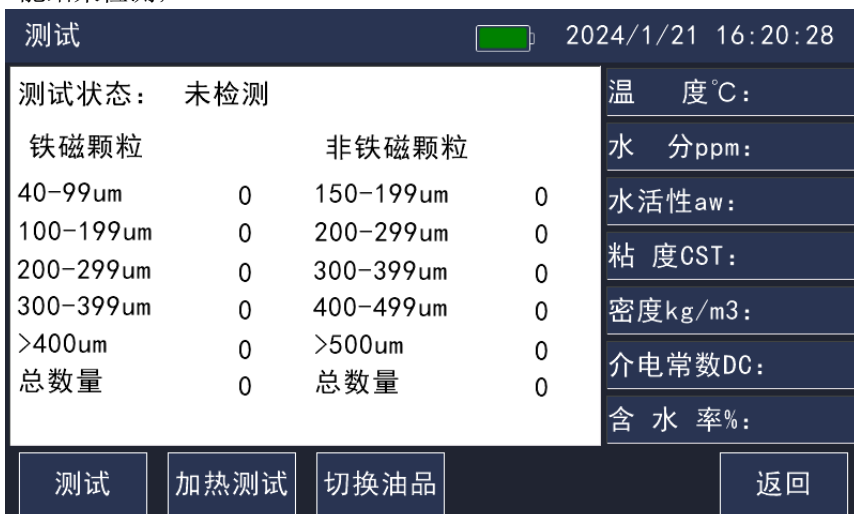 测试 2024/1/21 16:20:28
测试状态： 未检测
铁磁颗粒 非铁磁颗粒
40-99um 0 150-199um 0
100-199um 0 200-299um 0
200-299um 0 300-399um 0
300-399um 0 400-499um 0
>400um 0 >500um 0
总数量 0 总数量 0
温 度℃：
水 分ppm：
水活性aw：
粘 度CST：
密度kg/m3：
介电常数DC：
含 水 率%：
测试 加热测试 切换油品 返回